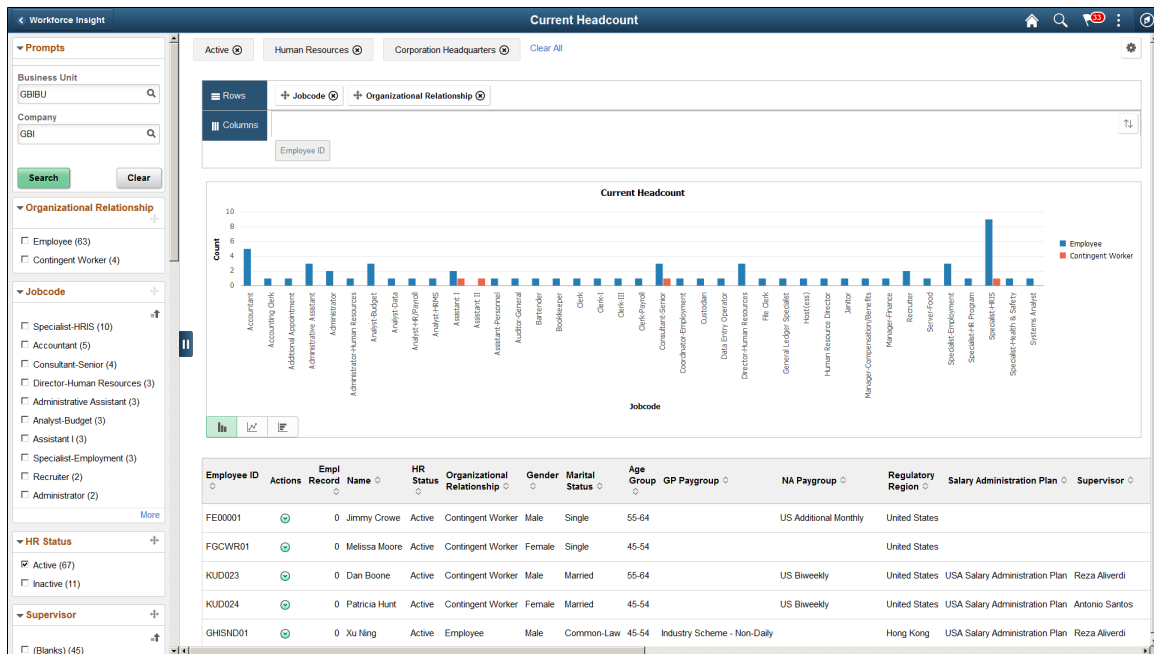 Workforce Insight
Current Headcount
33
Prompts
Business Unit
GBIBU
Company
GBI
Search
Clear
Organizational Relationship
Employee (63)
Contingent Worker (4)
Jobcode
Specialist-HRIS (10)
Accountant (5)
Consultant-Senior (4)
Director-Human Resources (3)
Administrative Assistant (3)
Analyst-Budget (3)
Assistant I (3)
Specialist-Employment (3)
Recruiter (2)
Administrator (2)
More
HR Status
Active (67)
Inactive (11)
Supervisor
(Blanks) (45)
Active
Human Resources
Corporation Headquarters
Clear All
Rows
Jobcode
Organizational Relationship
Columns
Employee ID
Current Headcount
Count
10
8
6
4
2
0
Accountant
Accounting Clerk
Additional Appointment
Administrative Assistant
Administrator
Administrator-Human Resources
Analyst-Budget
Analyst-Data
Analyst-HR/Payroll
Analyst-HRMS
Assistant I
Assistant II
Assistant-Personnel
Auditor-General
Bartender
Bookkeeper
Clerk
Clerk-I
Clerk-III
Clerk-Payroll
Consultant-Senior
Coordinator-Employment
Custodian
Data Entry Operator
Director-Human Resources
File Clerk
General Ledger Specialist
Host(ess)
Human Resource Director
Janitor
Manager-Compensation/Benefits
Manager-Finance
Recruiter
Server-Food
Specialist-Employment
Specialist-HR Program
Specialist-HRIS
Specialist-Health & Safety
Systems Analyst
Jobcode
Employee
Contingent Worker
Employee ID Actions Empl Record Name HR Status Organizational Relationship Gender Marital Status Age Group GP Paygroup NA Paygroup Regulatory Region Salary Administration Plan Supervisor
FE00001 0 Jimmy Crowe Active Contingent Worker Male Single 55-64 US Additional Monthly United States
FGCWR01 0 Melissa Moore Active Contingent Worker Female Single 45-54 United States
KUD023 0 Dan Boone Active Contingent Worker Male Married 55-64 US Biweekly United States USA Salary Administration Plan Reza Aliverdi
KUD024 0 Patricia Hunt Active Contingent Worker Female Married 45-54 US Biweekly United States USA Salary Administration Plan Antonio Santos
GHISND01 0 Xu Ning Active Employee Male Common-Law 45-54 Industry Scheme - Non-Daily Hong Kong USA Salary Administration Plan Reza Aliverdi